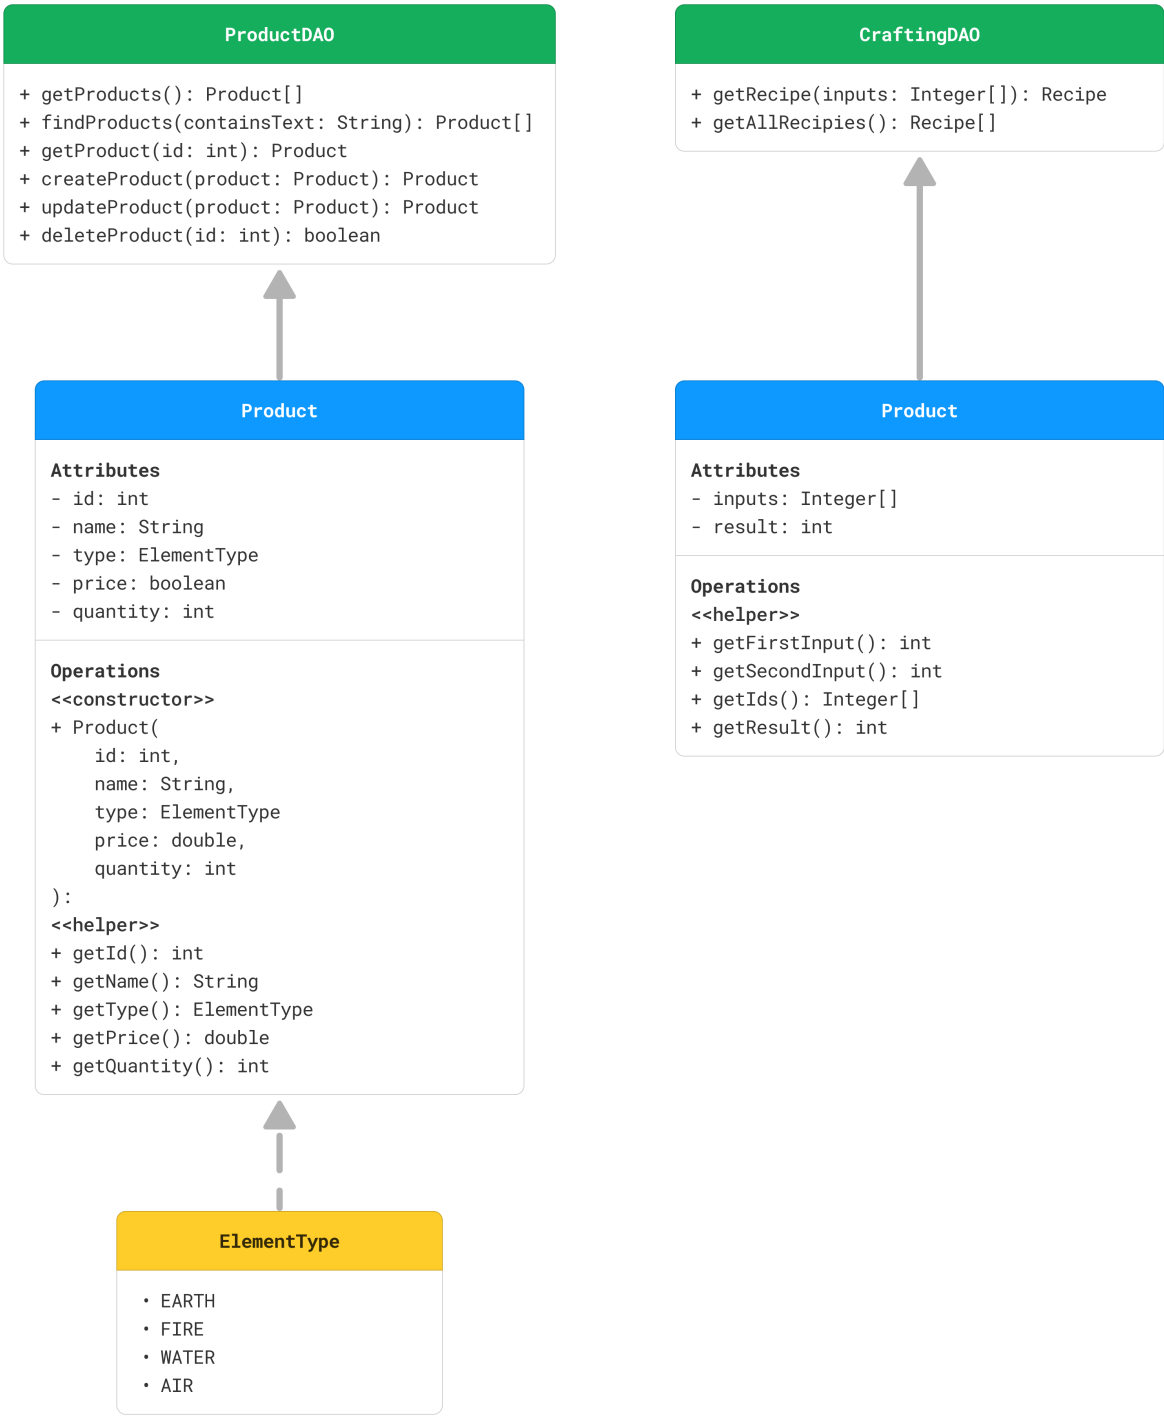 ProductDAO
+ getProducts(): Product[]
+ findProducts(containsText: String): Product[]
+ getProduct(id: int): Product
+ createProduct(product: Product): Product
+ updateProduct(product: Product): Product
+ deleteProduct(id: int): boolean
CraftingDAO
+ getRecipe(inputs: Integer[]): Recipe
+ getAllRecipies(): Recipe[]
Product
Attributes
- id: int
- name: String
- type: ElementType
- price: boolean
- quantity: int
Operations
<<constructor>>
+ Product(
id: int,
name: String,
type: ElementType
price: double,
quantity: int
):
<<helper>>
+ getId(): int
+ getName(): String
+ getType(): ElementType
+ getPrice(): double
+ getQuantity(): int
Product
Attributes
- inputs: Integer[]
- result: int
Operations
<<helper>>
+ getFirstInput(): int
+ getSecondInput(): int
+ getIds(): Integer[]
+ getResult(): int
ElementType
• EARTH
• FIRE
• WATER
• AIR